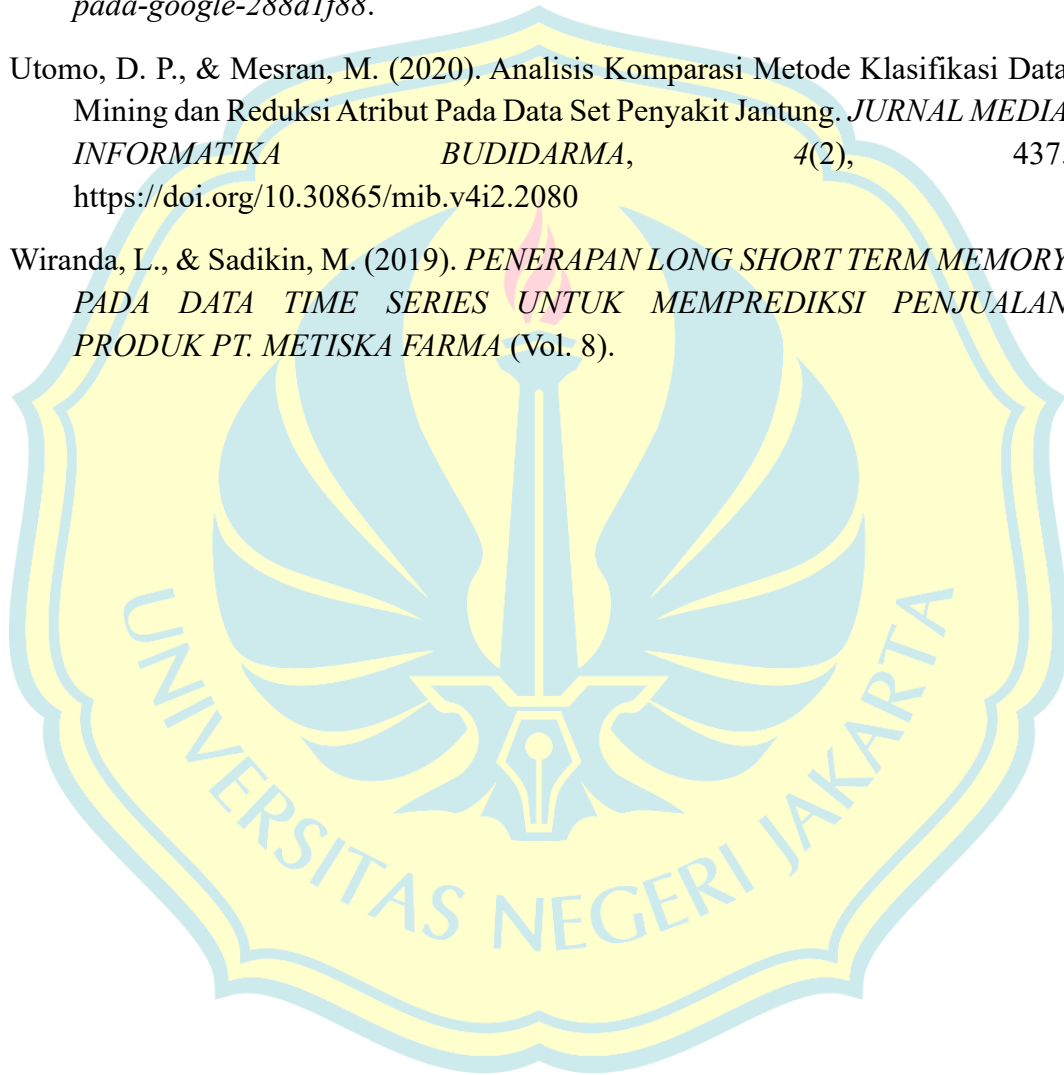 pada-google-288d1f88.
Utomo, D. P., & Mesran, M. (2020). Analisis Komparasi Metode Klasifikasi Data
Mining dan Reduksi Atribut Pada Data Set Penyakit Jantung. JURNAL MEDIA
INFORMATIKA BUDIDARMA, 4(2), 437.
https://doi.org/10.30865/mib.v4i2.2080
Wiranda, L., & Sadikin, M. (2019). PENERAPAN LONG SHORT TERM MEMORY
PADA DATA TIME SERIES UNTUK MEMPREDIKSI PENJUALAN
PRODUK PT. METISKA FARMA (Vol. 8).
UNIVERSITAS NEGERI JAKARTA